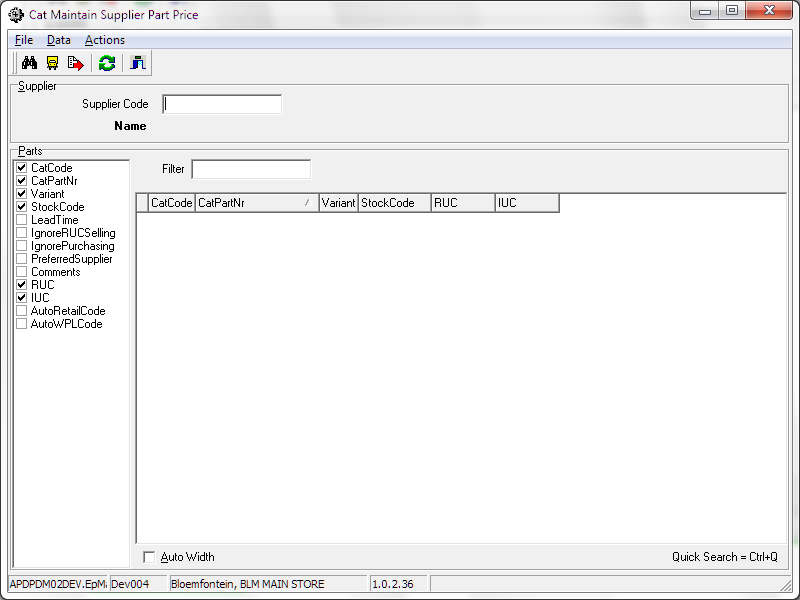 Cat Maintain Supplier Part Price
File Data Actions
Supplier
Supplier Code
Name
Parts
CatCode
CatPartNr
Variant
StockCode
LeadTime
IgnoreRUCSelling
IgnorePurchasing
PreferredSupplier
Comments
RUC
IUC
AutoRetailCode
AutoWPLCode
Filter
CatCode CatPartNr Variant StockCode RUC IUC
Auto Width
Quick Search = Ctrl+Q
APDPDM02DEV.EpMa Dev004 Bloemfontein, BLM MAIN STORE 1.0.2.36